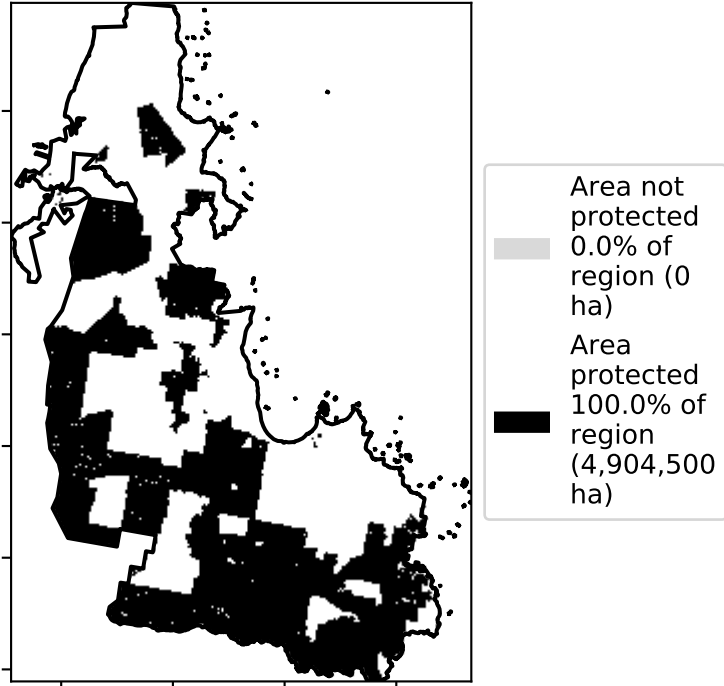 Area not
protected
0.0% of
region (0
ha)
Area
protected
100.0% of
region
(4,904,500
ha)